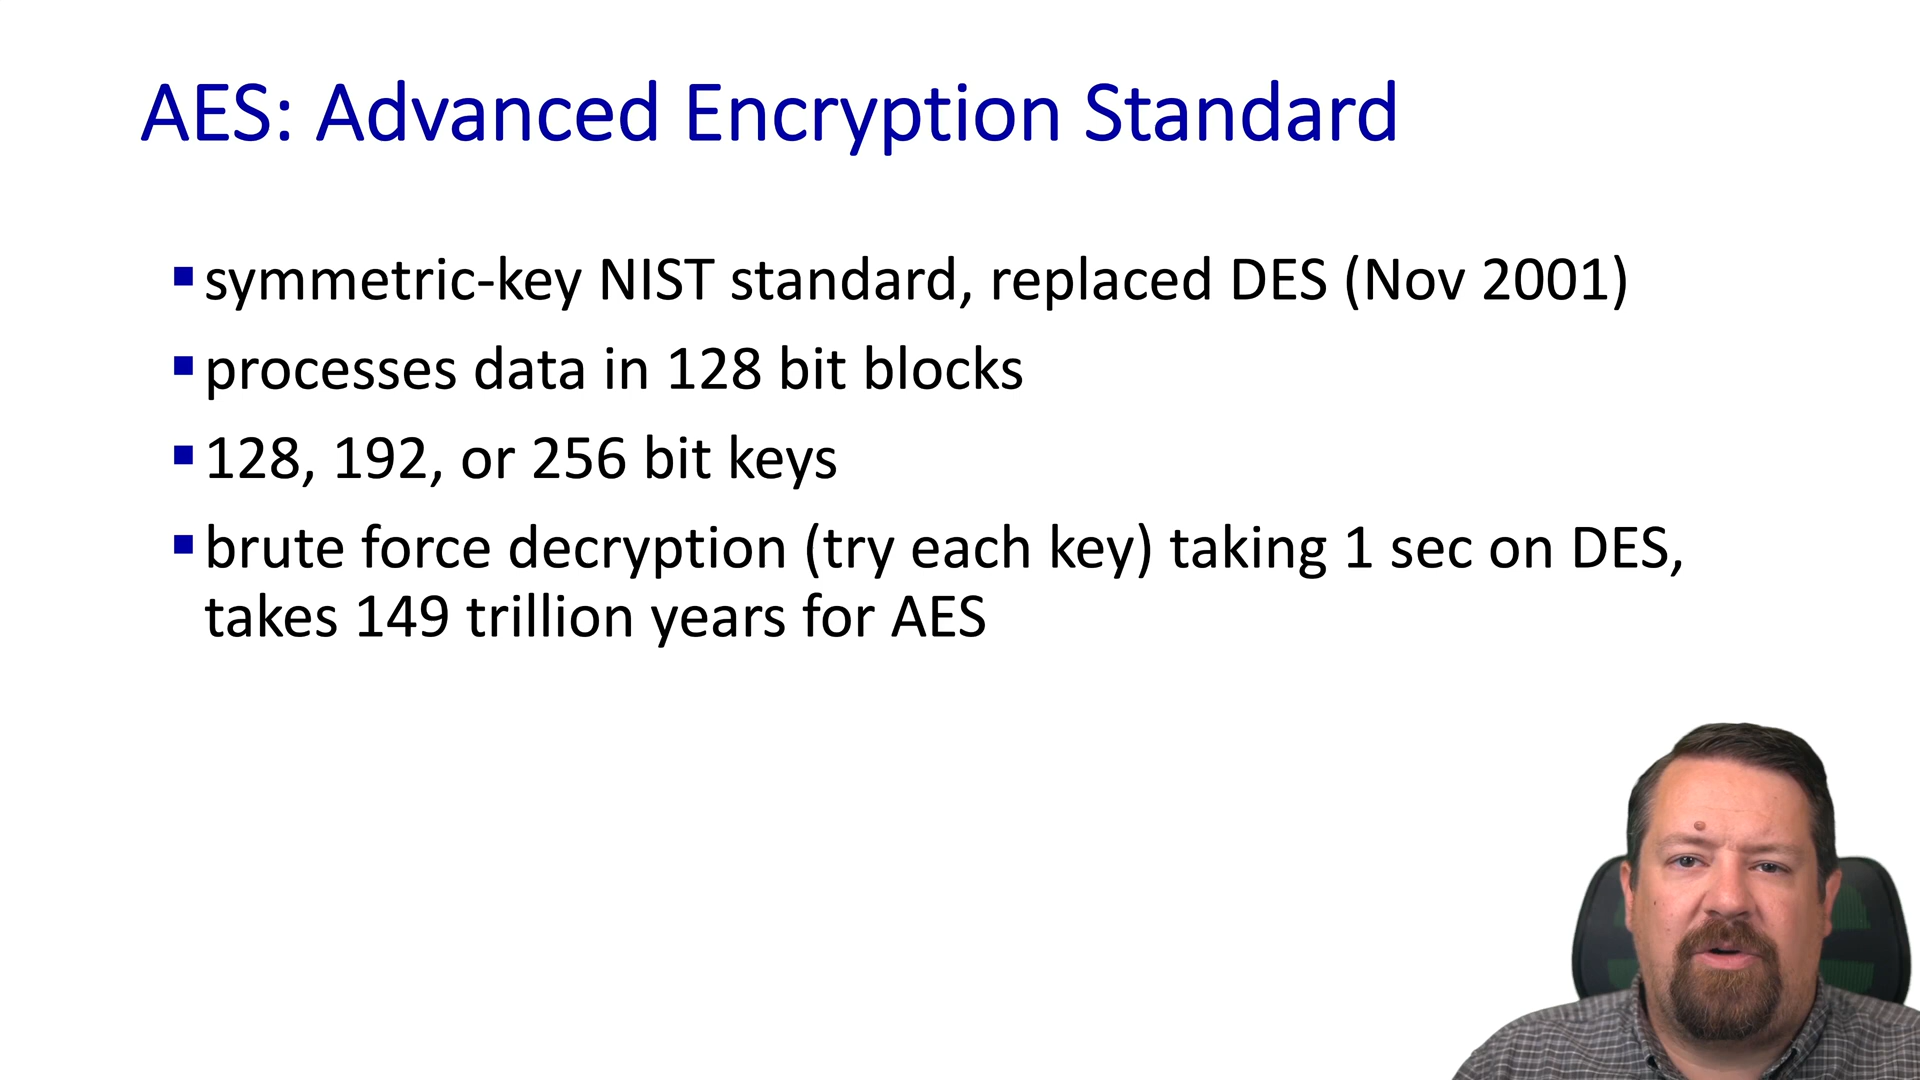 AES: Advanced Encryption Standard
symmetric-key NIST standard, replaced DES (Nov 2001)
processes data in 128 bit blocks
128, 192, or 256 bit keys
brute force decryption (try each key) taking 1 sec on DES,
takes 149 trillion years for AES